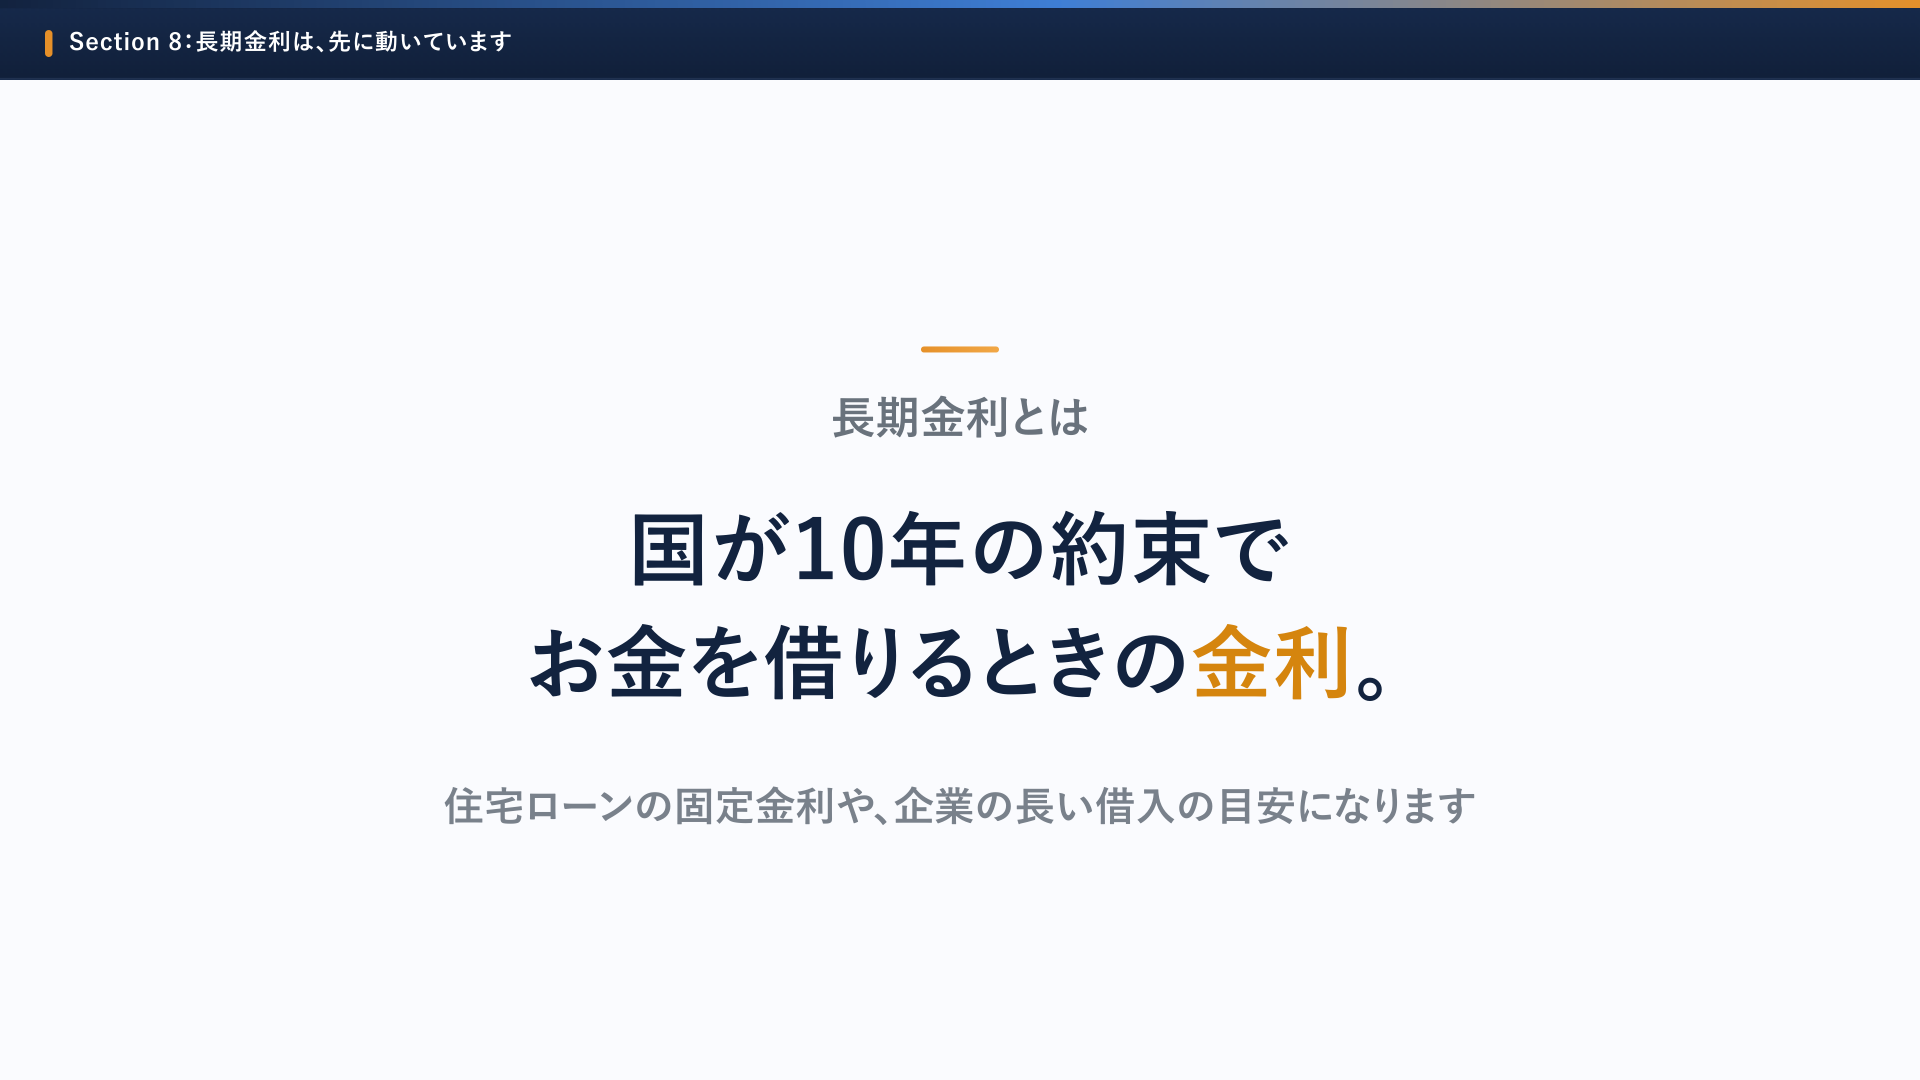 Section 8：長期金利は、先に動いています
長期金利とは
国が10年の約束で
お金を借りるときの金利。
住宅ローンの固定金利や、企業の長い借入の目安になります